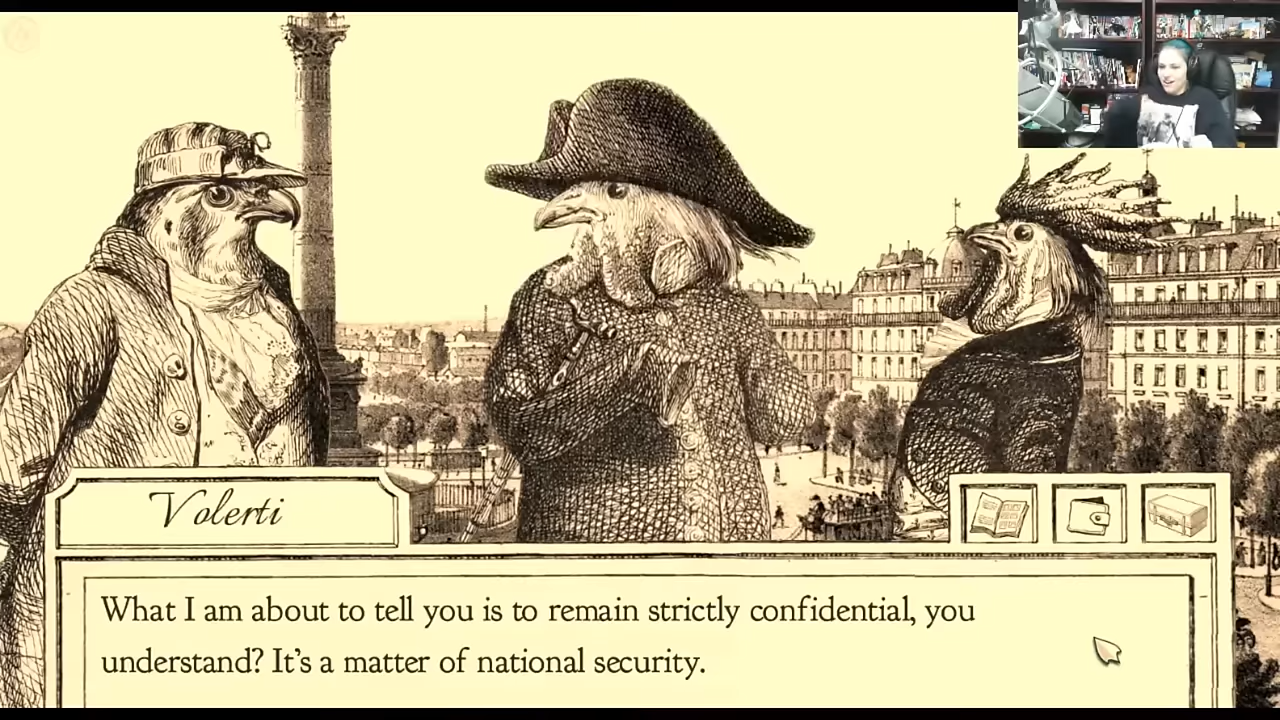 Volerti
What I am about to tell you is to remain strictly confidential, you
understand? It's a matter of national security.